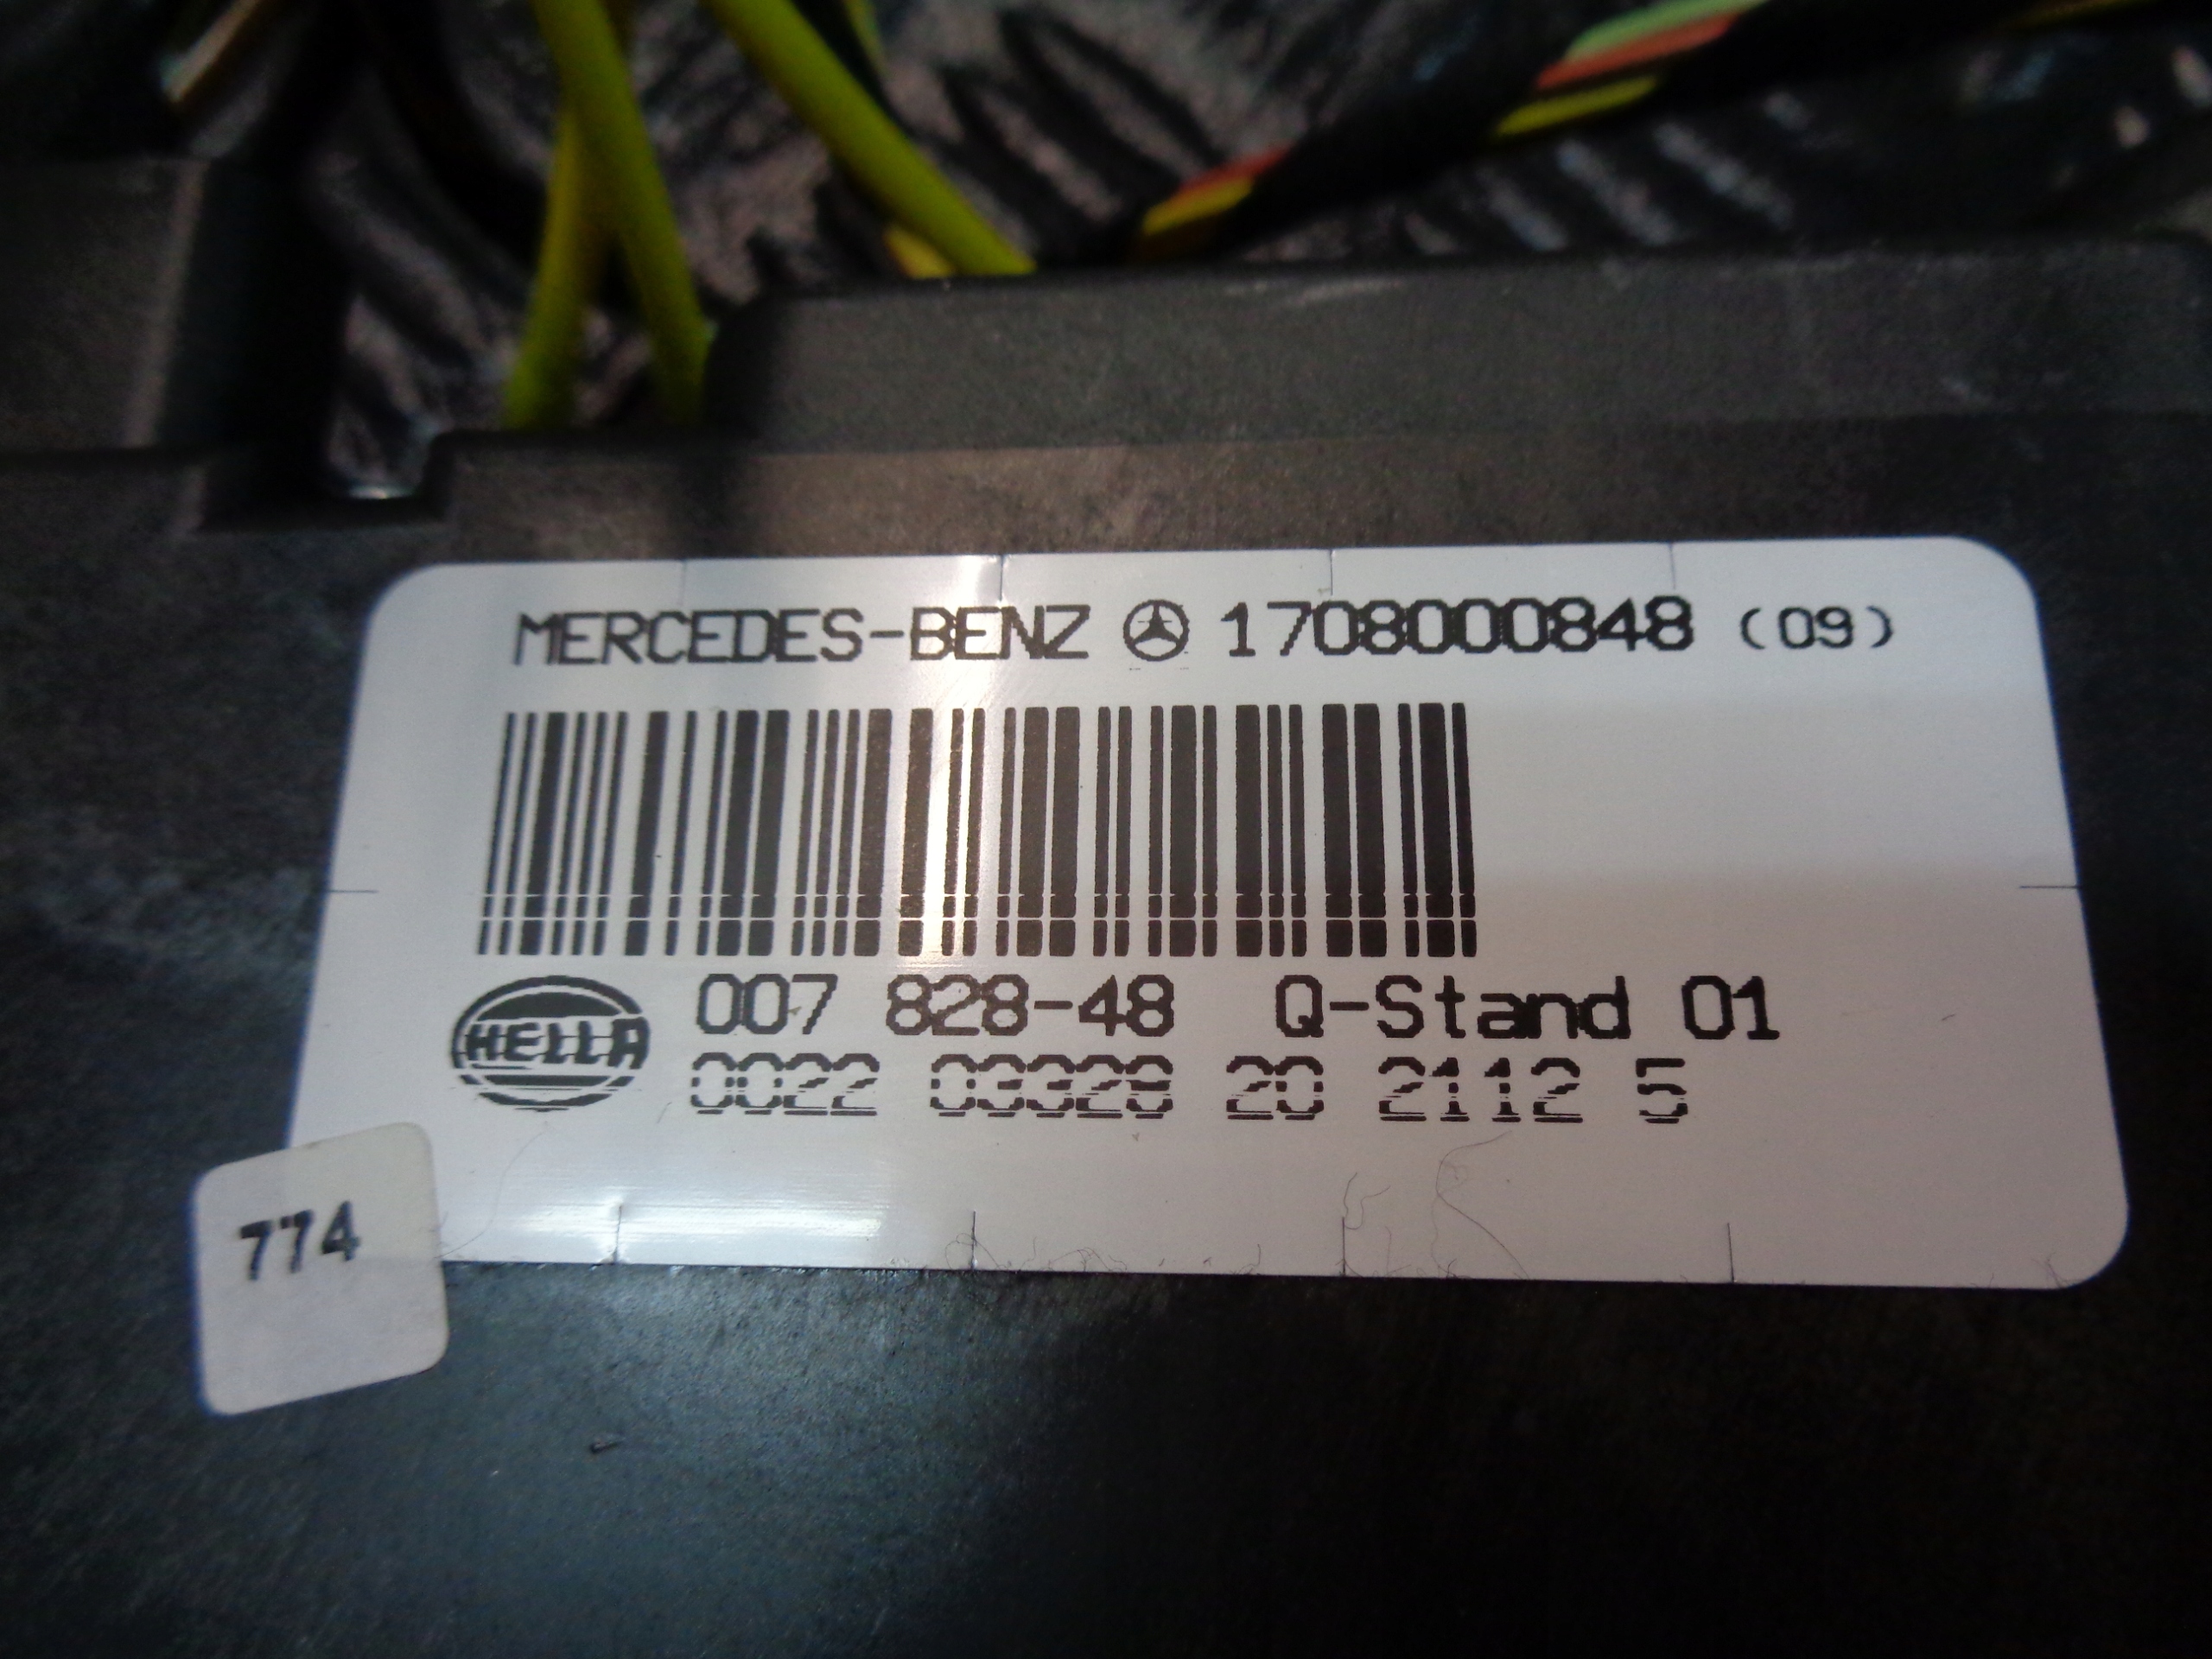 MERCEDES-BENZ 1708000848 (09)
HELLA
007 828-48 Q-Stand 01
0022 03328 20 2112 5
774